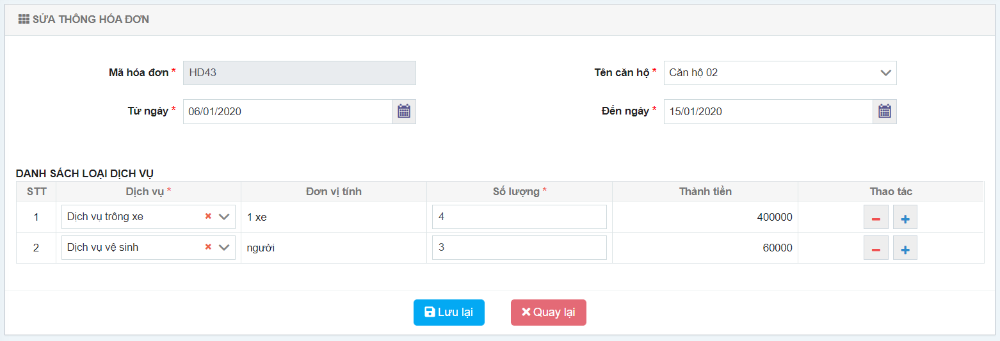 SỬA THÔNG HÓA ĐƠN
Mã hóa đơn * HD43 Tên căn hộ * Căn hộ 02
Từ ngày * 06/01/2020 Đến ngày * 15/01/2020
DANH SÁCH LOẠI DỊCH VỤ
STT Dịch vụ * Đơn vị tính Số lượng * Thành tiền Thao tác
1 Dịch vụ trông xe 1 xe 4 400000
2 Dịch vụ vệ sinh người 3 60000
Lưu lại Quay lại